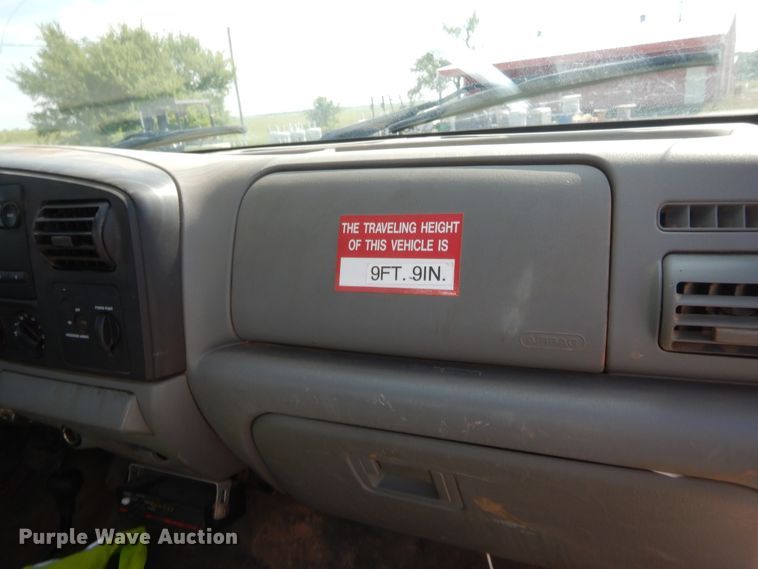 THE TRAVELING HEIGHT
OF THIS VEHICLE IS
9FT. 9IN.
AIRBAG
Purple Wave Auction